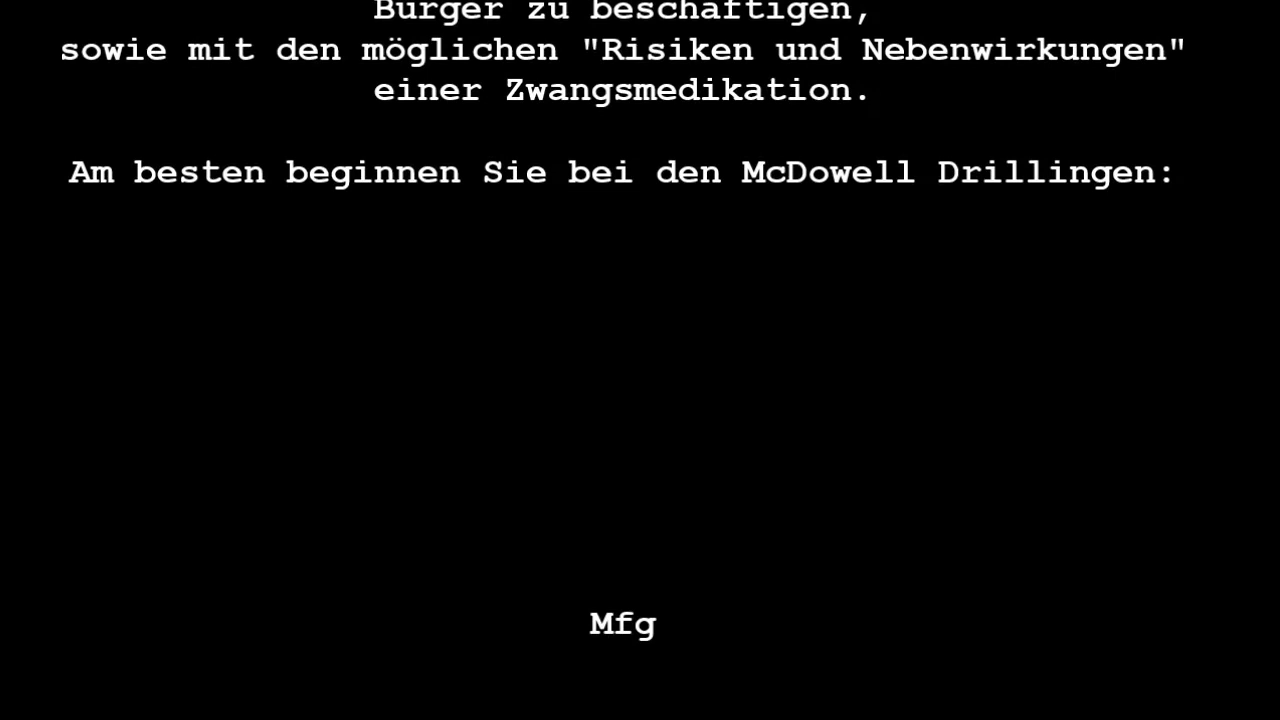 Bürger zu beschäftigen,
sowie mit den möglichen "Risiken und Nebenwirkungen"
einer Zwangsmedikation.
Am besten beginnen Sie bei den McDowell Drillingen:
Mfg